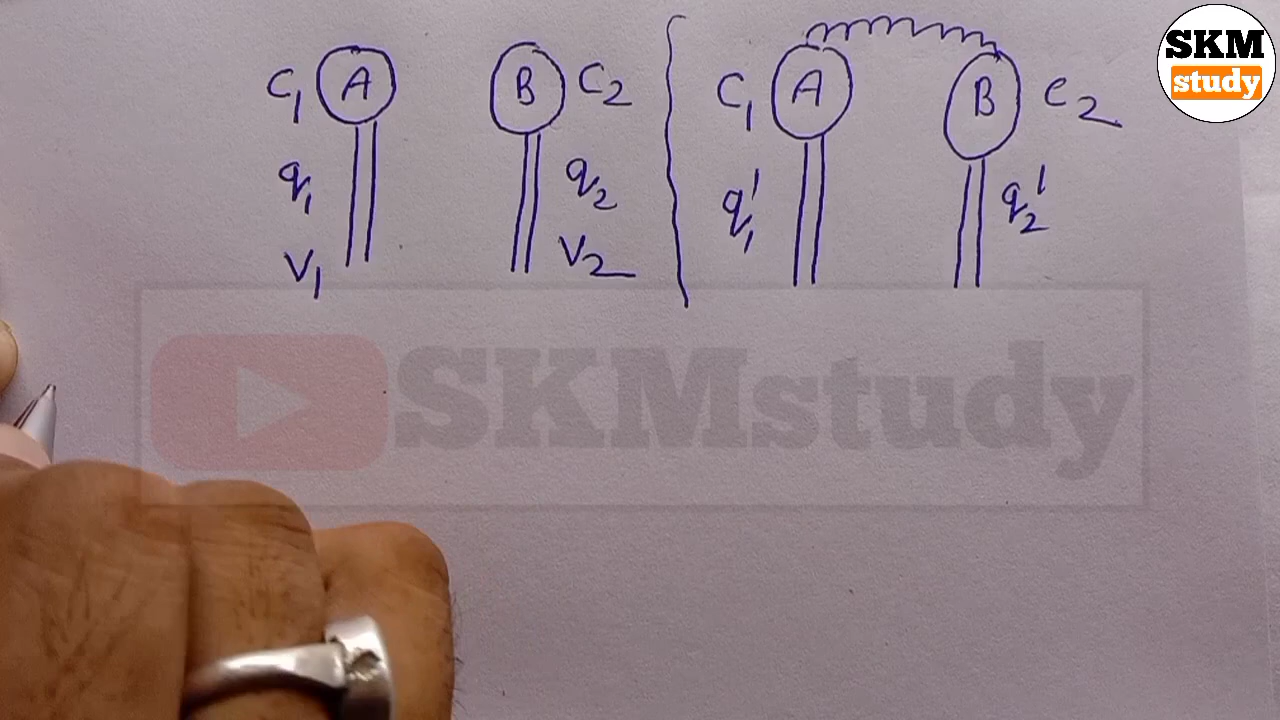 C₁ A B C₂ C₁ A B C₂
q₁ q₂ q₁' q₂'
V₁ V₂
SKM
study
SKMstudy